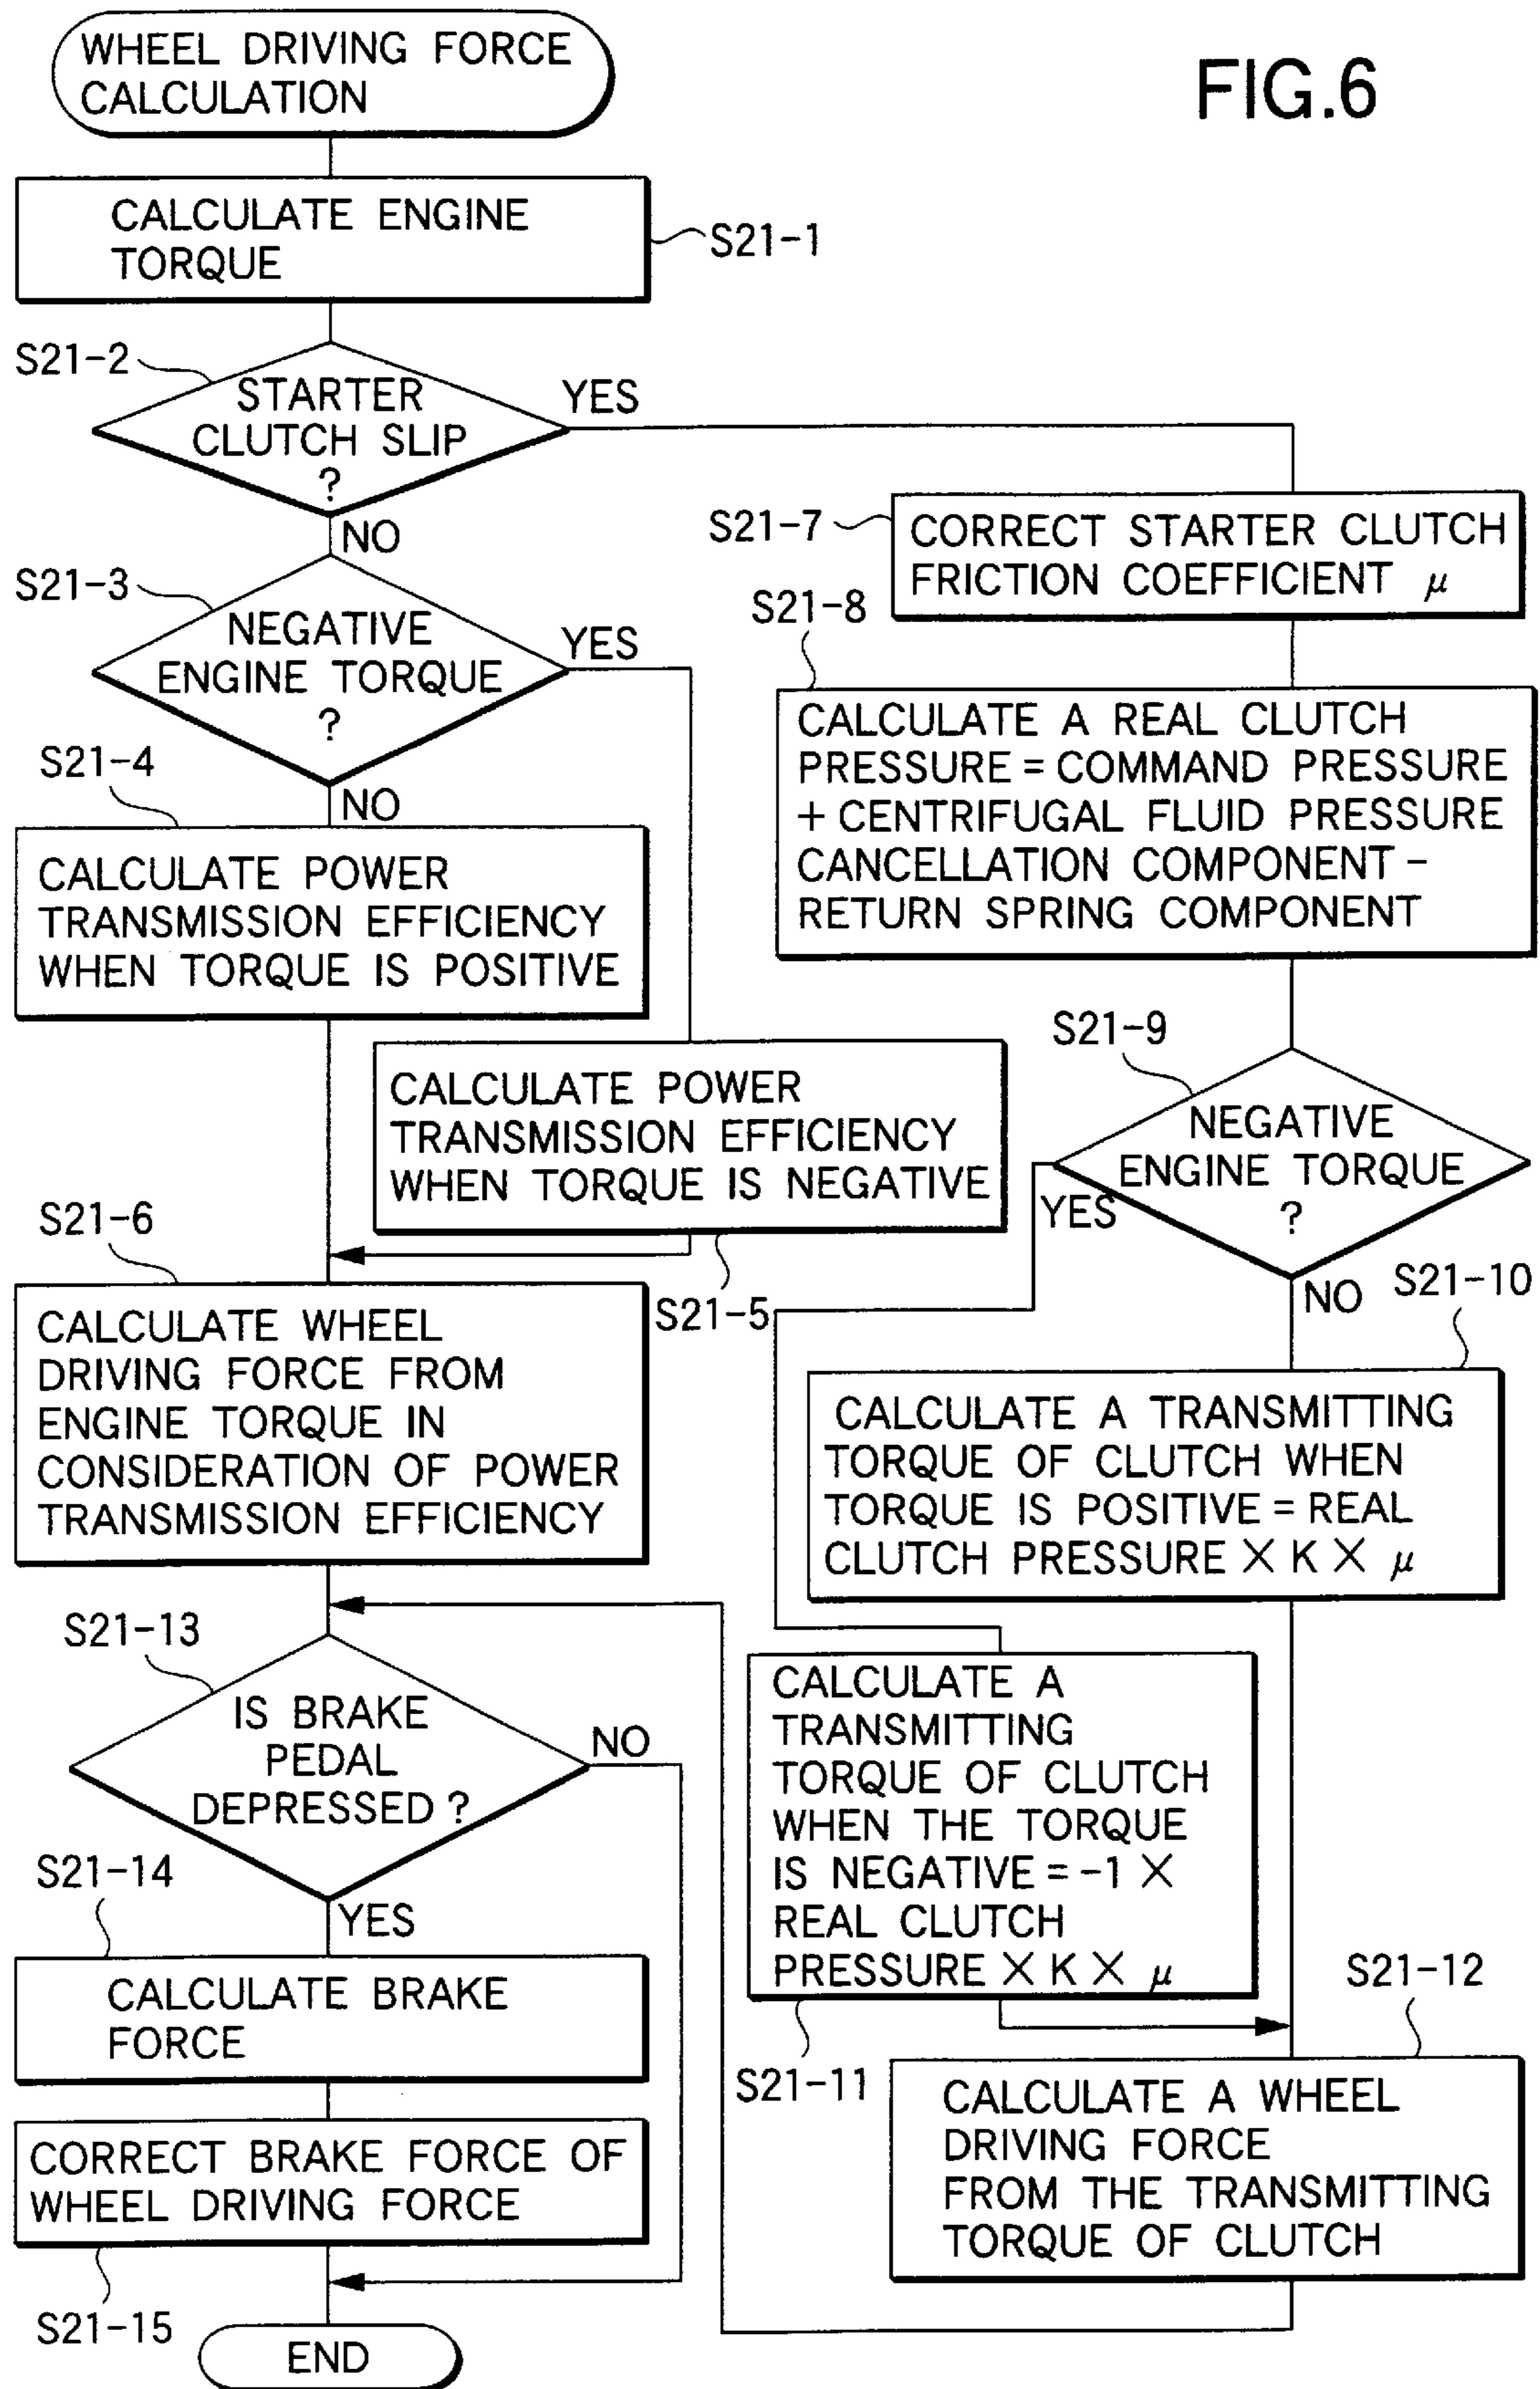 WHEEL DRIVING FORCE
CALCULATION
FIG.6
CALCULATE ENGINE
TORQUE
S21-1
S21-2
STARTER
CLUTCH SLIP
?
YES
NO
S21-3
NEGATIVE
ENGINE TORQUE
?
YES
NO
S21-4
CALCULATE POWER
TRANSMISSION EFFICIENCY
WHEN TORQUE IS POSITIVE
CALCULATE POWER
TRANSMISSION EFFICIENCY
WHEN TORQUE IS NEGATIVE
S21-5
S21-6
CALCULATE WHEEL
DRIVING FORCE FROM
ENGINE TORQUE IN
CONSIDERATION OF POWER
TRANSMISSION EFFICIENCY
S21-7
CORRECT STARTER CLUTCH
FRICTION COEFFICIENT μ
S21-8
CALCULATE A REAL CLUTCH
PRESSURE = COMMAND PRESSURE
+ CENTRIFUGAL FLUID PRESSURE
CANCELLATION COMPONENT -
RETURN SPRING COMPONENT
S21-9
NEGATIVE
ENGINE TORQUE
?
YES
NO
S21-10
CALCULATE A TRANSMITTING
TORQUE OF CLUTCH WHEN
TORQUE IS POSITIVE = REAL
CLUTCH PRESSURE × K × μ
CALCULATE A
TRANSMITTING
TORQUE OF CLUTCH
WHEN THE TORQUE
IS NEGATIVE = -1 ×
REAL CLUTCH
PRESSURE × K × μ
S21-11
S21-12
CALCULATE A WHEEL
DRIVING FORCE
FROM THE TRANSMITTING
TORQUE OF CLUTCH
S21-13
IS BRAKE
PEDAL
DEPRESSED ?
NO
YES
S21-14
CALCULATE BRAKE
FORCE
CORRECT BRAKE FORCE OF
WHEEL DRIVING FORCE
S21-15
END